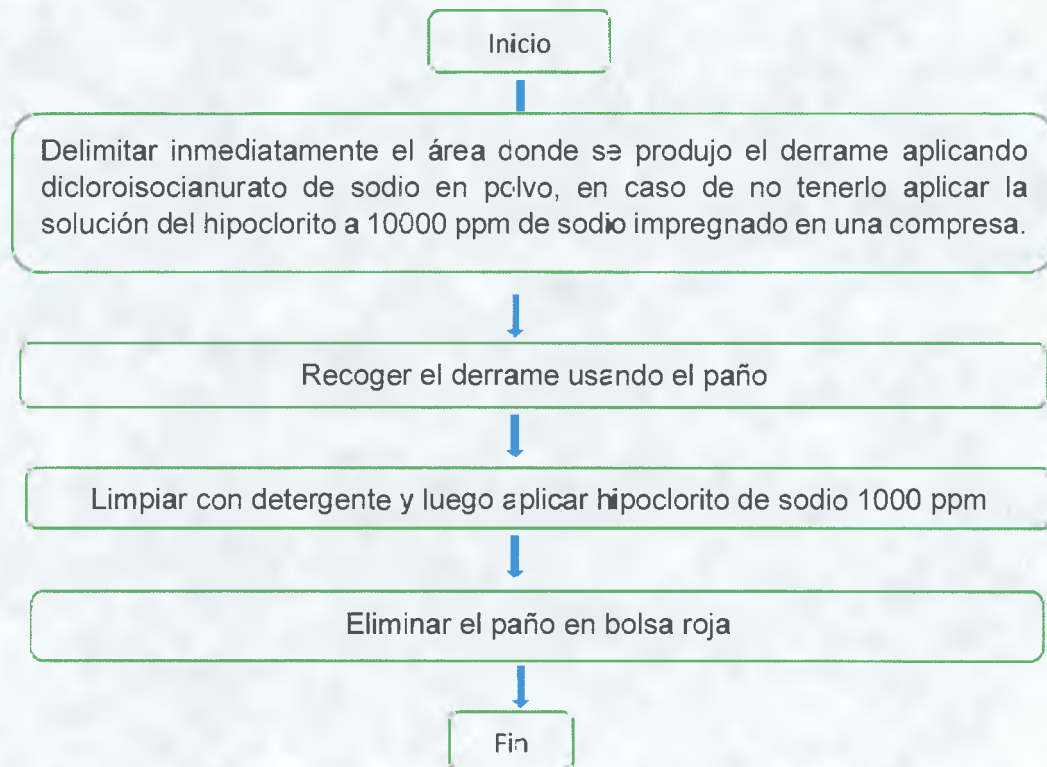 Inicio
Delimitar inmediatamente el área donde se produjo el derrame aplicando
dicloroisocianurato de sodio en polvo, en caso de no tenerlo aplicar la
solución del hipoclorito a 10000 ppm de sodio impregnado en una compresa.
Recoger el derrame usando el paño
Limpiar con detergente y luego aplicar hipoclorito de sodio 1000 ppm
Eliminar el paño en bolsa roja
Fin